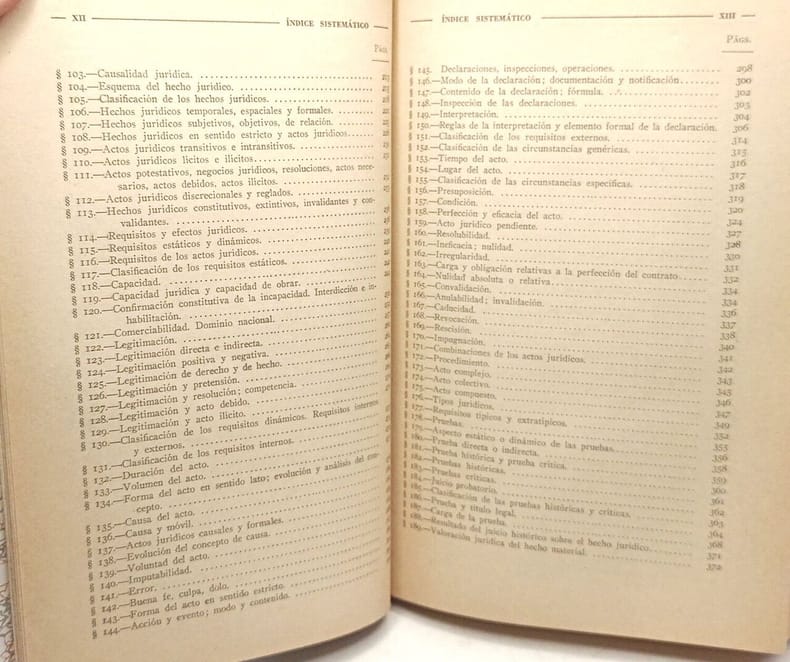 XII
ÍNDICE SISTEMÁTICO
Págs
§ 103.—Causalidad jurídica.
§ 104.—Esquema del hecho jurídico.
§ 105.—Clasificación de los hechos jurídicos.
§ 106.—Hechos jurídicos temporales, espaciales y formales.
§ 107.—Hechos jurídicos subjetivos, objetivos, de relación.
§ 108.—Hechos jurídicos en sentido estricto y actos jurídicos
§ 109.—Actos jurídicos transitivos e intransitivos.
§ 110.—Actos jurídicos lícitos e ilícitos
§ 111.—Actos potestativos, negocios jurídicos, resoluciones, actos nece-
sarios, actos debidos, actos ilícitos.
§ 112.—Actos jurídicos discrecionales y reglados.
§ 113.—Hechos jurídicos constitutivos, extintivos, invalidantes y con-
validantes.
§ 114.—Requisitos y efectos jurídicos.
§ 115.—Requisitos estáticos y dinámicos.
§ 116.—Requisitos de los actos jurídicos.
§ 117.—Clasificación de los requisitos estáticos.
§ 118.—Capacidad.
§ 119.—Capacidad jurídica y capacidad de obrar.
§ 120.—Confirmación constitutiva de la incapacidad. Interdicción e in-
habilitación.
§ 121.—Comerciabilidad. Dominio nacional.
§ 122.—Legitimación.
§ 123.—Legitimación directa e indirecta.
§ 124.—Legitimación positiva y negativa.
§ 125.—Legitimación de derecho y de hecho.
§ 126.—Legitimación y pretensión.
§ 127.—Legitimación y resolución; competencia.
§ 128.—Legitimación y acto debido.
§ 129.—Legitimación y acto ilícito.
§ 130.—Clasificación de los requisitos dinámicos. Requisitos internos
y externos.
§ 131.—Clasificación de los requisitos internos.
§ 132.—Duración del acto.
§ 133.—Volumen del acto.
§ 134.—Forma del acto en sentido lato; evolución y análisis del con-
cepto.
§ 135.—Causa del acto.
§ 136.—Causa y móvil.
§ 137.—Actos jurídicos causales y formales.
§ 138.—Evolución del concepto de causa.
§ 139.—Voluntad del acto.
§ 140.—Imputabilidad.
§ 141.—Error.
§ 142.—Buena fe, culpa, dolo.
§ 143.—Forma del acto en sentido estricto.
§ 144.—Acción y evento; modo y contenido.
ÍNDICE SISTEMÁTICO
XIII
Págs.
§ 145. Declaraciones, inspecciones, operaciones. 298
§ 146.—Modo de la declaración; documentación y notificación. 300
§ 147.—Contenido de la declaración; fórmula. 302
§ 148.—Inspección de las declaraciones. 303
§ 149.—Interpretación. 304
§ 150.—Reglas de la interpretación y elemento formal de la declaración. 306
§ 151.—Clasificación de los requisitos externos. 314
§ 152.—Clasificación de las circunstancias genéricas. 315
§ 153.—Tiempo del acto. 316
§ 154.—Lugar del acto. 317
§ 155.—Clasificación de las circunstancias específicas. 318
§ 156.—Presuposición. 319
§ 157.—Condición. 320
§ 158.—Perfección y eficacia del acto. 324
§ 159.—Acto jurídico pendiente. 327
§ 160.—Resolubilidad. 328
§ 161.—Ineficacia; nulidad. 330
§ 162.—Irregularidad. 331
§ 163.—Carga y obligación relativas a la perfección del contrato 332
§ 164.—Nulidad absoluta o relativa 334
§ 165.—Convalidación. 334
§ 166.—Anulabilidad; invalidación. 336
§ 167.—Caducidad. 337
§ 168.—Revocación. 338
§ 169.—Rescisión. 340
§ 170.—Impugnación. 341
§ 171.—Combinaciones de los actos jurídicos. 342
§ 172.—Procedimiento. 343
§ 173.—Acto complejo. 345
§ 174.—Acto colectivo. 346
§ 175.—Acto compuesto. 347
§ 176.—Tipos jurídicos. 349
§ 177.—Requisitos típicos y extratípicos. 352
§ 178.—Pruebas. 355
§ 179.—Aspecto estático o dinámico de las pruebas. 356
§ 180.—Prueba directa o indirecta. 358
§ 181.—Prueba histórica y prueba crítica. 359
§ 182.—Pruebas históricas. 360
§ 183.—Pruebas críticas. 361
§ 184.—Juicio probatorio. 362
§ 185.—Clasificación de las pruebas históricas y críticas. 363
§ 186.—Prueba y título legal. 364
§ 187.—Carga de la prueba. 368
§ 188.—Resultado del juicio histórico sobre el hecho jurídico 371
§ 189.—Valoración jurídica del hecho material. 372